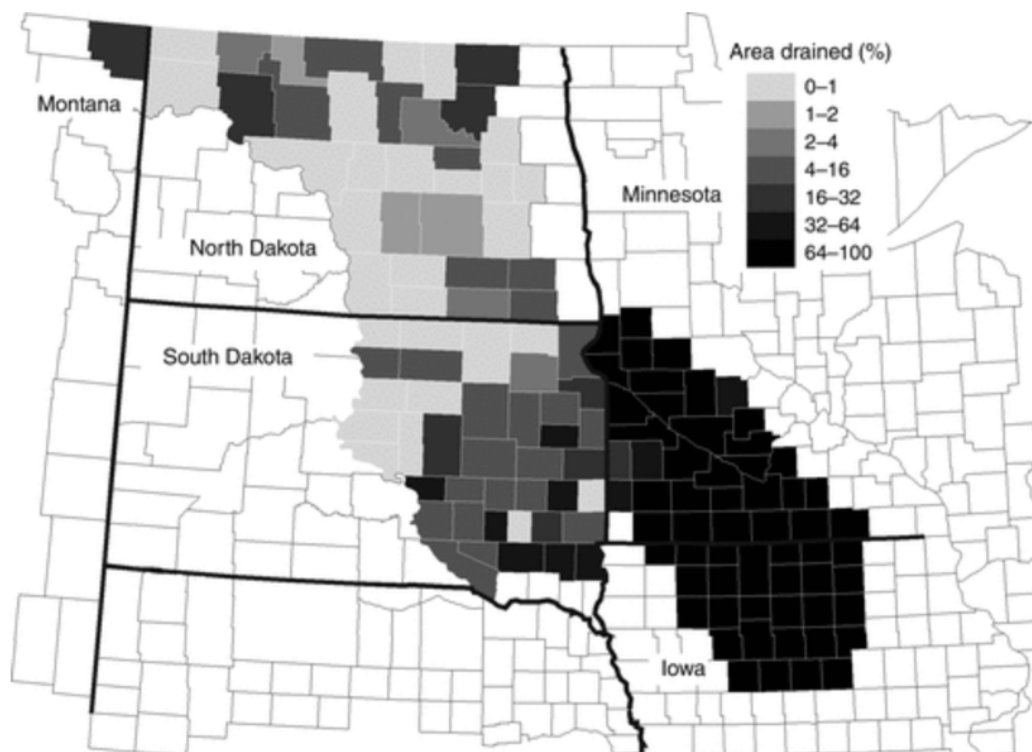 Area drained (%)
0–1
1–2
2–4
4–16
16–32
32–64
64–100
Montana
Minnesota
North Dakota
South Dakota
Iowa